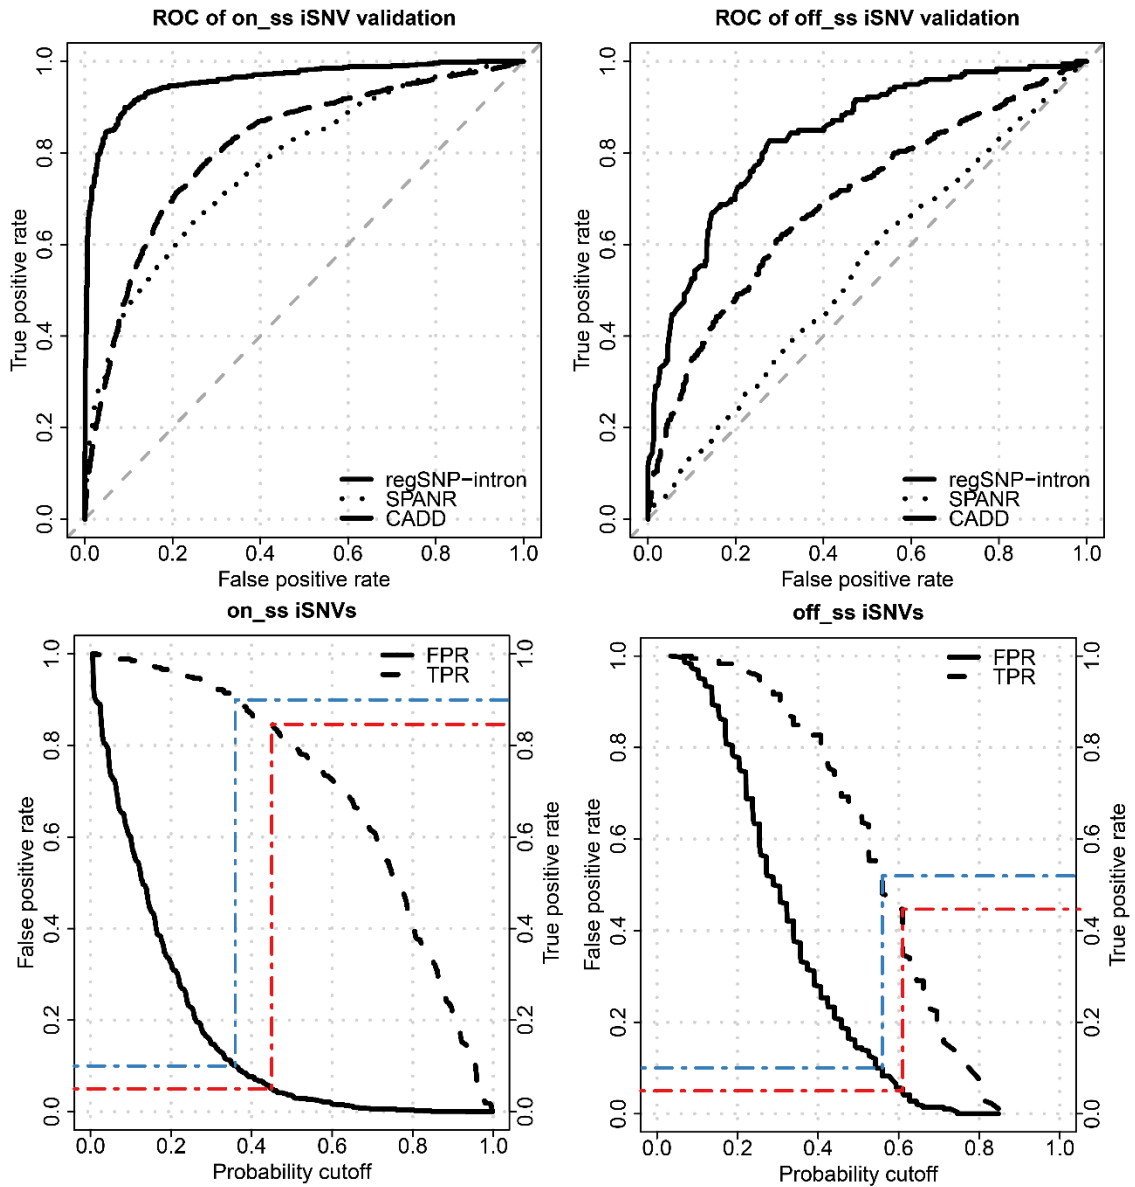 ROC of on_ss iSNV validation
True positive rate
0.0 0.2 0.4 0.6 0.8 1.0
regSNP−intron
SPANR
CADD
0.0 0.2 0.4 0.6 0.8 1.0
False positive rate
ROC of off_ss iSNV validation
True positive rate
0.0 0.2 0.4 0.6 0.8 1.0
regSNP−intron
SPANR
CADD
0.0 0.2 0.4 0.6 0.8 1.0
False positive rate
on_ss iSNVs
False positive rate
0.0 0.2 0.4 0.6 0.8 1.0
FPR
TPR
0.0 0.2 0.4 0.6 0.8 1.0
True positive rate
0.0 0.2 0.4 0.6 0.8 1.0
Probability cutoff
off_ss iSNVs
False positive rate
0.0 0.2 0.4 0.6 0.8 1.0
FPR
TPR
0.0 0.2 0.4 0.6 0.8 1.0
True positive rate
0.0 0.2 0.4 0.6 0.8 1.0
Probability cutoff